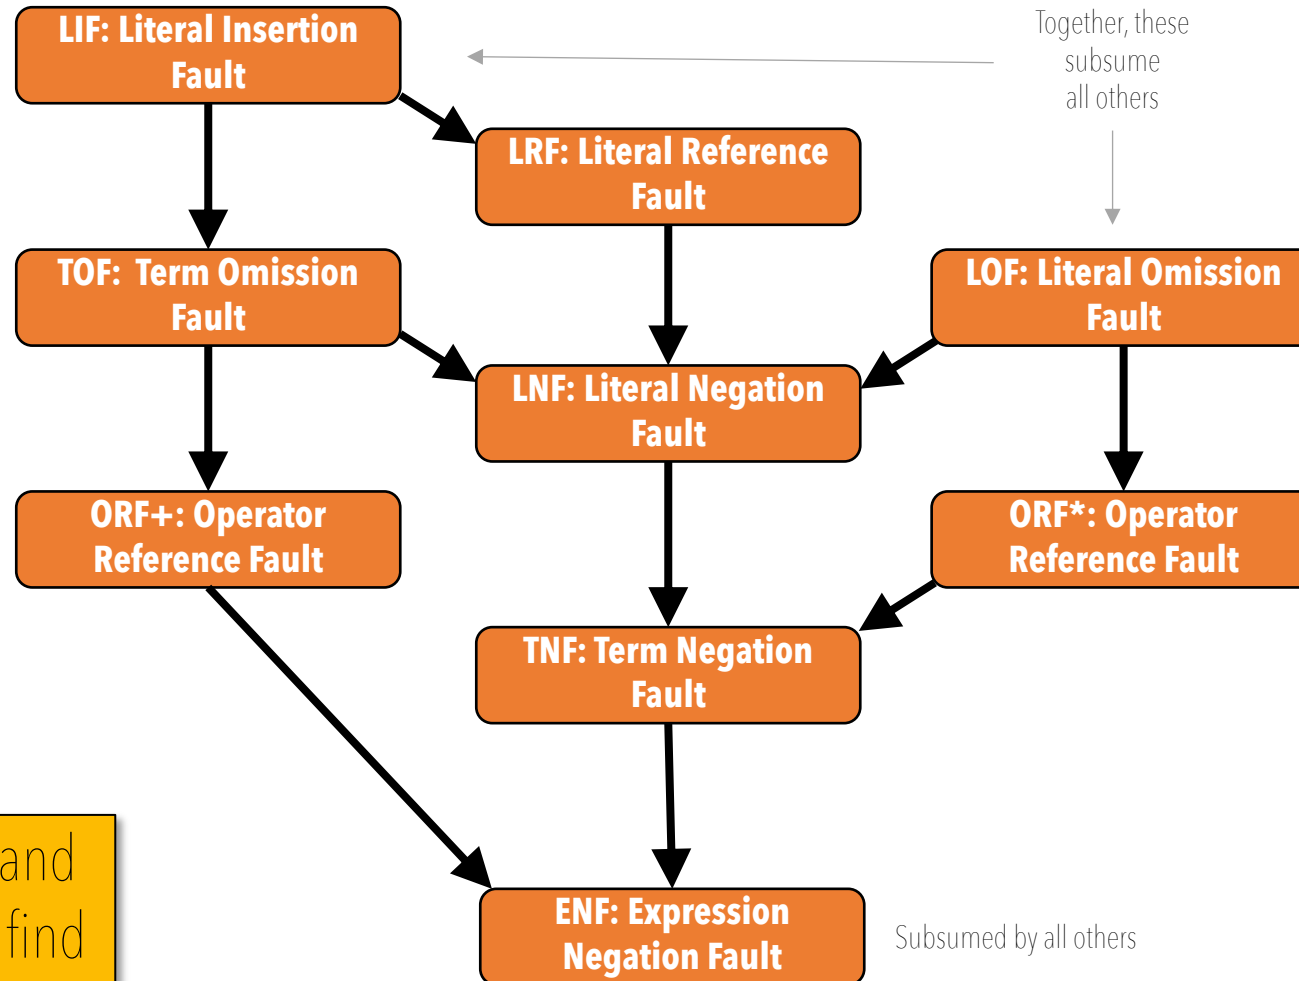 LIF: Literal Insertion
Fault
Together, these
subsume
all others
LRF: Literal Reference
Fault
TOF: Term Omission
Fault
LOF: Literal Omission
Fault
LNF: Literal Negation
Fault
ORF+: Operator
Reference Fault
ORF*: Operator
Reference Fault
TNF: Term Negation
Fault
and
find
ENF: Expression
Negation Fault
Subsumed by all others